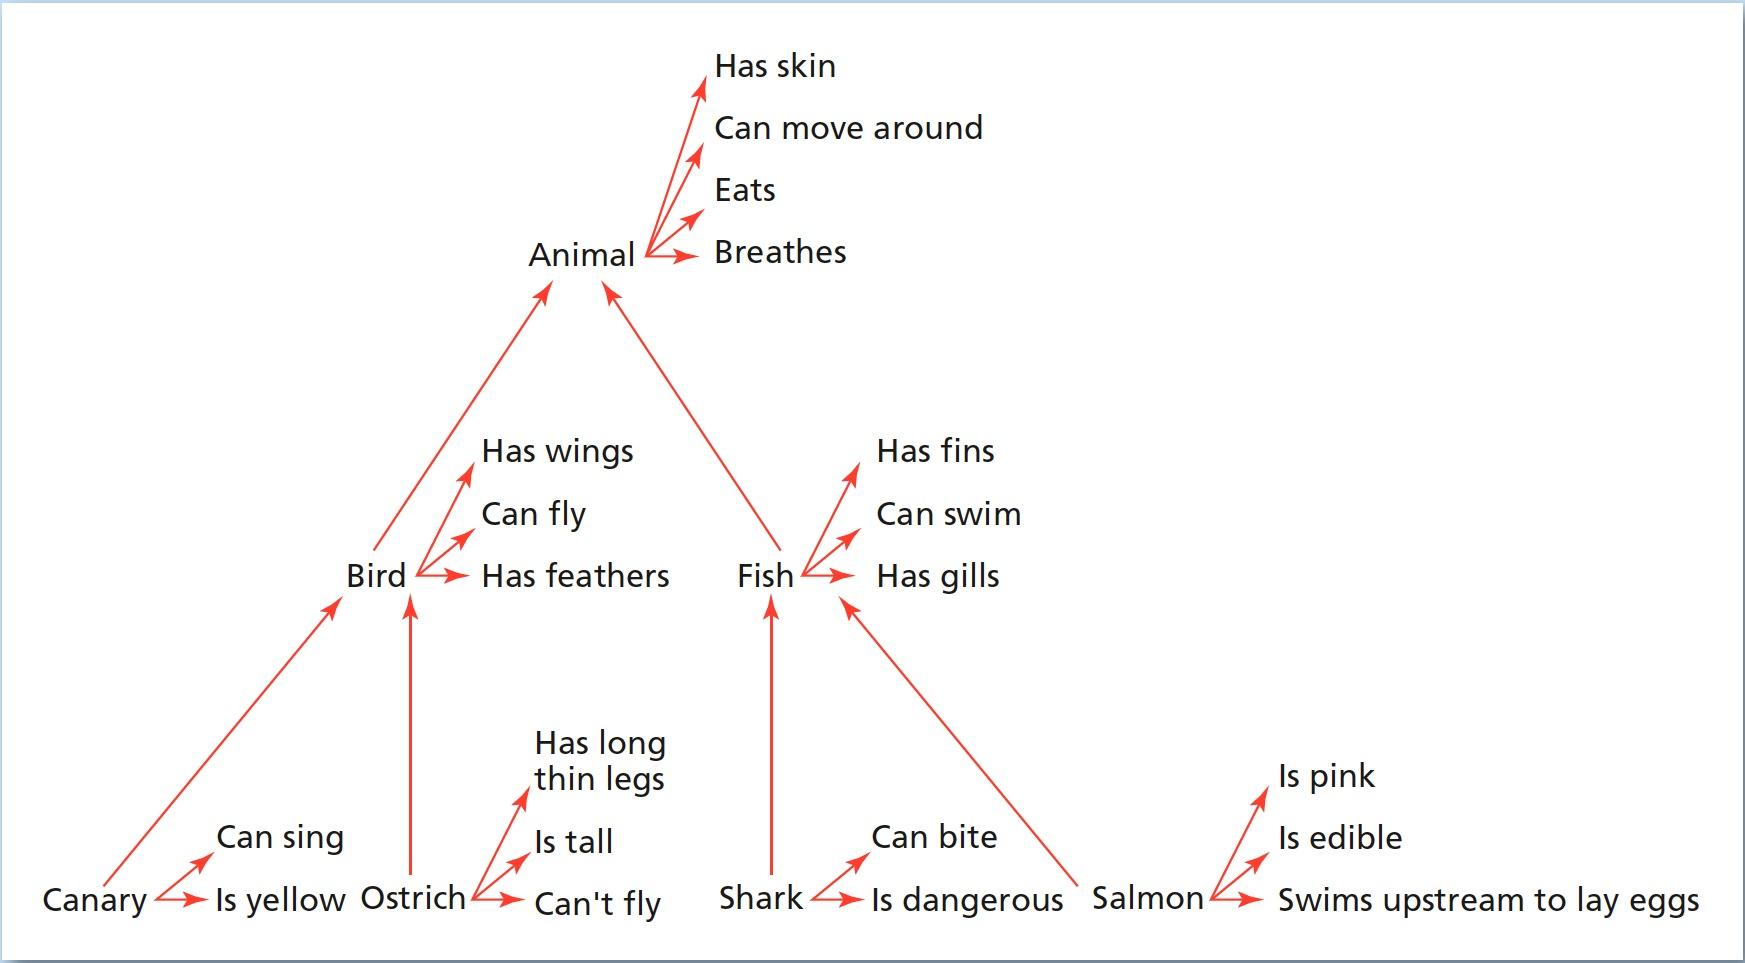 Has skin
Can move around
Eats
Animal
Breathes
Has wings
Can fly
Bird
Has feathers
Has fins
Can swim
Fish
Has gills
Can sing
Canary
Is yellow
Has long
thin legs
Is tall
Ostrich
Can't fly
Can bite
Shark
Is dangerous
Is pink
Is edible
Salmon
Swims upstream to lay eggs